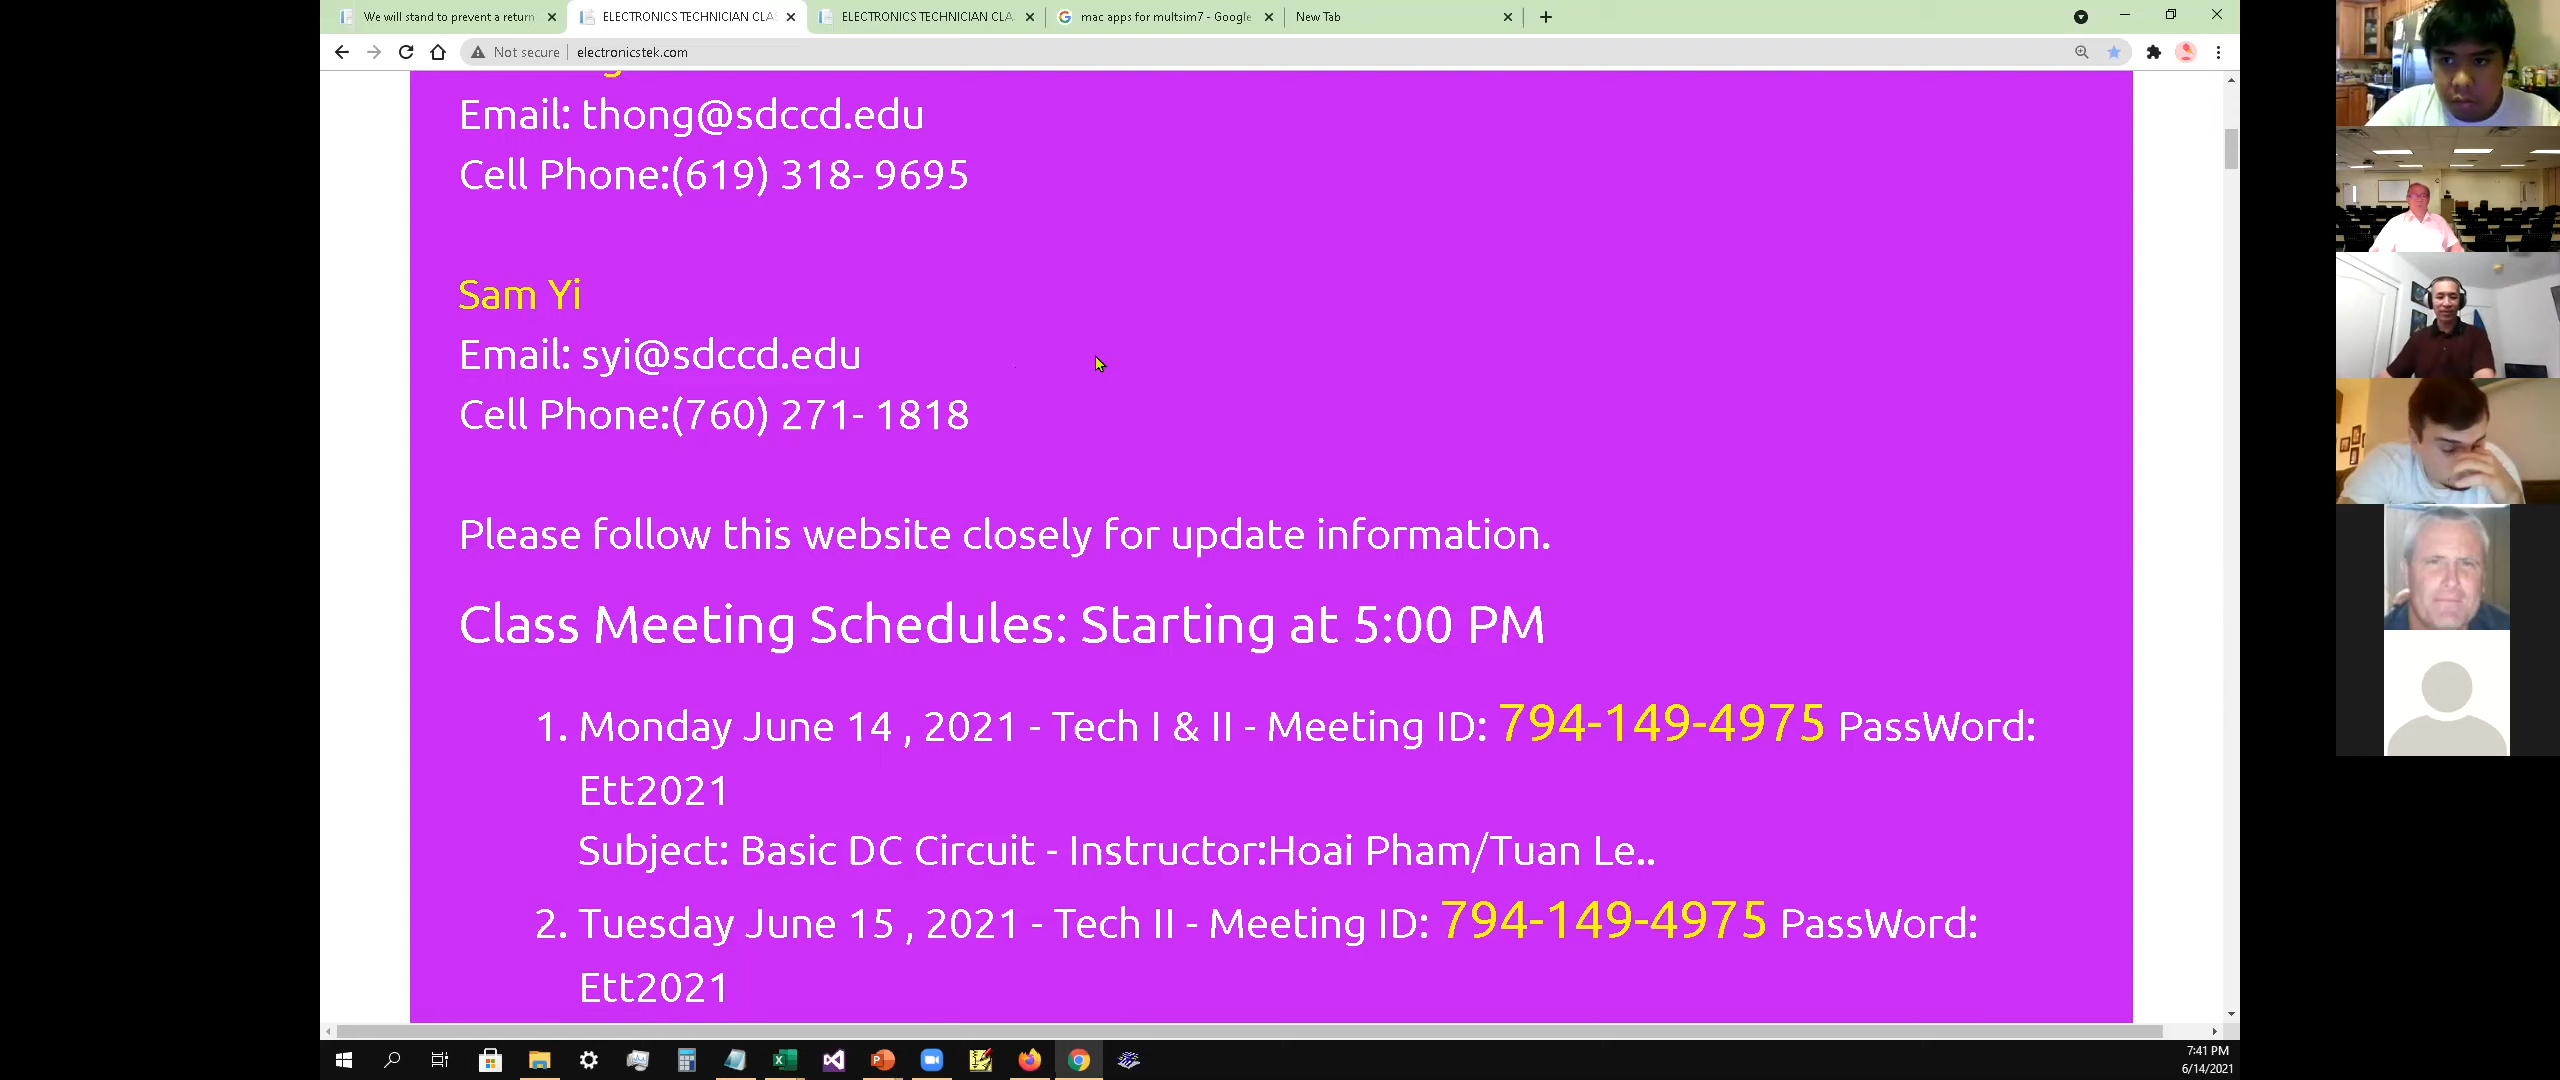 We will stand to prevent a return
ELECTRONICS TECHNICIAN CLA
ELECTRONICS TECHNICIAN CLA
mac apps for multsim7 - Google
New Tab
Not secure
electronicstek.com
Email: thong@sdccd.edu
Cell Phone:(619) 318- 9695
Sam Yi
Email: syi@sdccd.edu
Cell Phone:(760) 271- 1818
Please follow this website closely for update information.
Class Meeting Schedules: Starting at 5:00 PM
1. Monday June 14 , 2021 - Tech I & II - Meeting ID: 794-149-4975 PassWord:
Ett2021
Subject: Basic DC Circuit - Instructor:Hoai Pham/Tuan Le..
2. Tuesday June 15 , 2021 - Tech II - Meeting ID: 794-149-4975 PassWord:
Ett2021
7:41 PM
6/14/2021